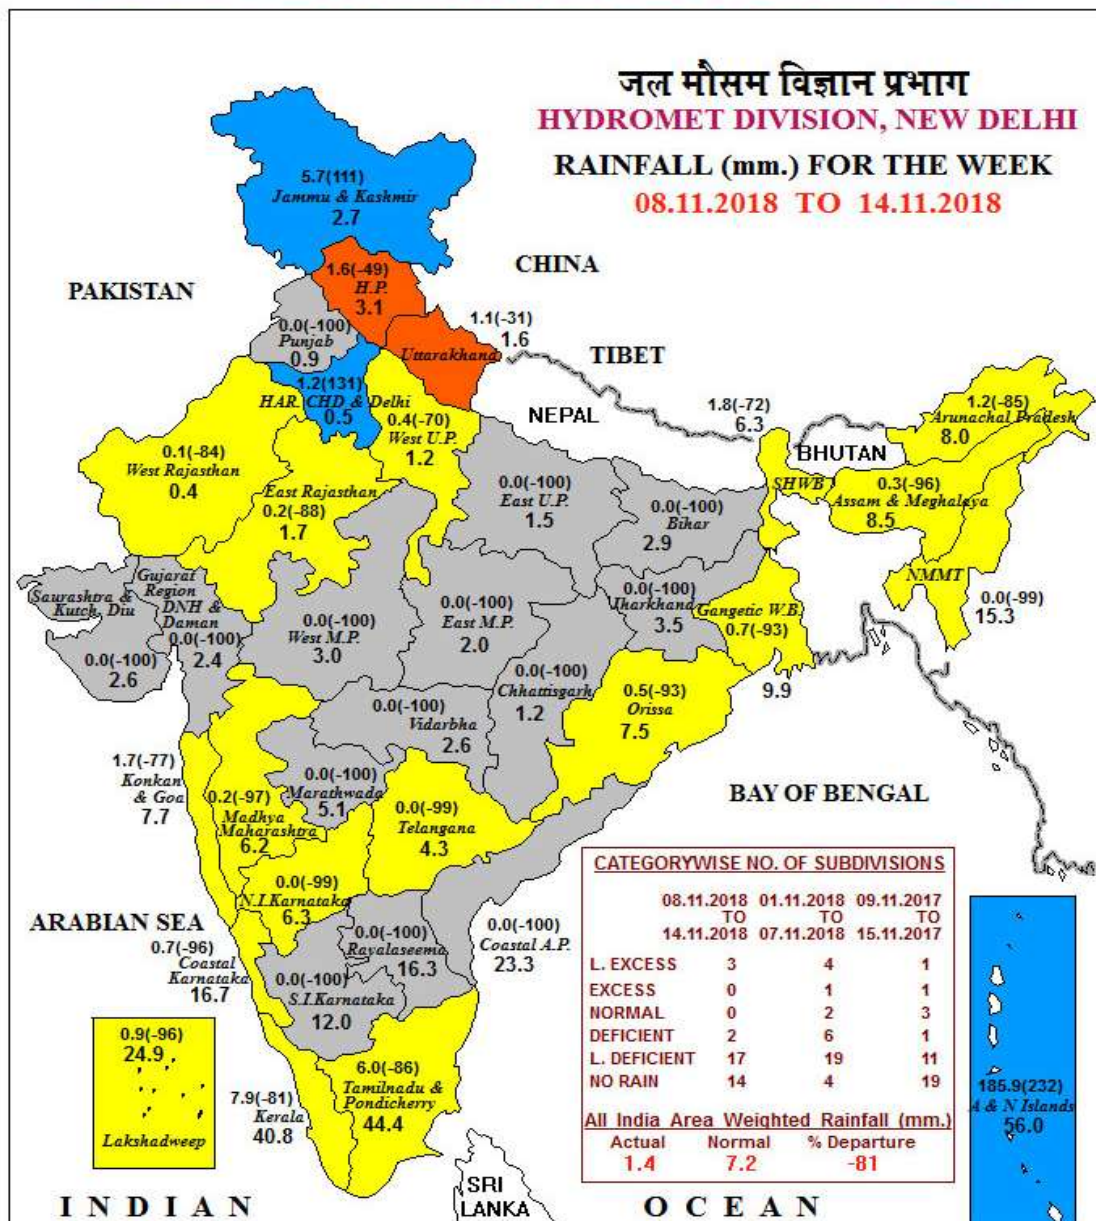 जल मौसम विज्ञान प्रभाग
HYDROMET DIVISION, NEW DELHI
RAINFALL (mm.) FOR THE WEEK
08.11.2018 TO 14.11.2018
5.7(111)
Jammu & Kashmir
2.7
CHINA
PAKISTAN
1.6(-49)
H.P.
3.1
0.0(-100)
Punjab
0.9
1.1(-31)
1.6
Uttarakhand
TIBET
1.2(131)
HAR. CHD & Delhi
0.5
NEPAL
1.8(-72)
6.3
SHWB
BHUTAN
1.2(-85)
Arunachal Pradesh
8.0
0.4(-70)
West U.P.
1.2
0.1(-84)
West Rajasthan
0.4
East Rajasthan
0.2(-88)
1.7
0.0(-100)
East U.P.
1.5
0.0(-100)
Bihar
2.9
0.3(-96)
Assam & Meghalaya
8.5
NMMT
0.0(-99)
15.3
Saurashtra &
Kutch, Diu
0.0(-100)
2.6
Gujarat
Region
DNH &
Daman
0.0(-100)
2.4
0.0(-100)
West M.P.
3.0
0.0(-100)
East M.P.
2.0
0.0(-100)
Jharkhand
3.5
Gangetic W.B.
0.7(-93)
9.9
0.0(-100)
Chhattisgarh
1.2
0.5(-93)
Orissa
7.5
0.0(-100)
Vidarbha
2.6
1.7(-77)
Konkan
& Goa
7.7
0.2(-97)
Madhya
Maharashtra
6.2
0.0(-100)
Marathwada
5.1
0.0(-99)
Telangana
4.3
BAY OF BENGAL
0.0(-99)
N.I.Karnataka
6.3
ARABIAN SEA
0.7(-96)
Coastal
Karnataka
16.7
0.0(-100)
Rayalaseema
16.3
0.0(-100)
Coastal A.P.
23.3
0.0(-100)
S.I.Karnataka
12.0
0.9(-96)
24.9
Lakshadweep
7.9(-81)
Kerala
40.8
6.0(-86)
Tamilnadu &
Pondicherry
44.4
CATEGORYWISE NO. OF SUBDIVISIONS
08.11.2018 01.11.2018 09.11.2017
TO TO TO
14.11.2018 07.11.2018 15.11.2017
L. EXCESS 3 4 1
EXCESS 0 1 1
NORMAL 0 2 3
DEFICIENT 2 6 1
L. DEFICIENT 17 19 11
NO RAIN 14 4 19
All India Area Weighted Rainfall (mm.)
Actual Normal % Departure
1.4 7.2 -81
185.9(232)
A & N Islands
56.0
SRI
LANKA
INDIAN OCEAN